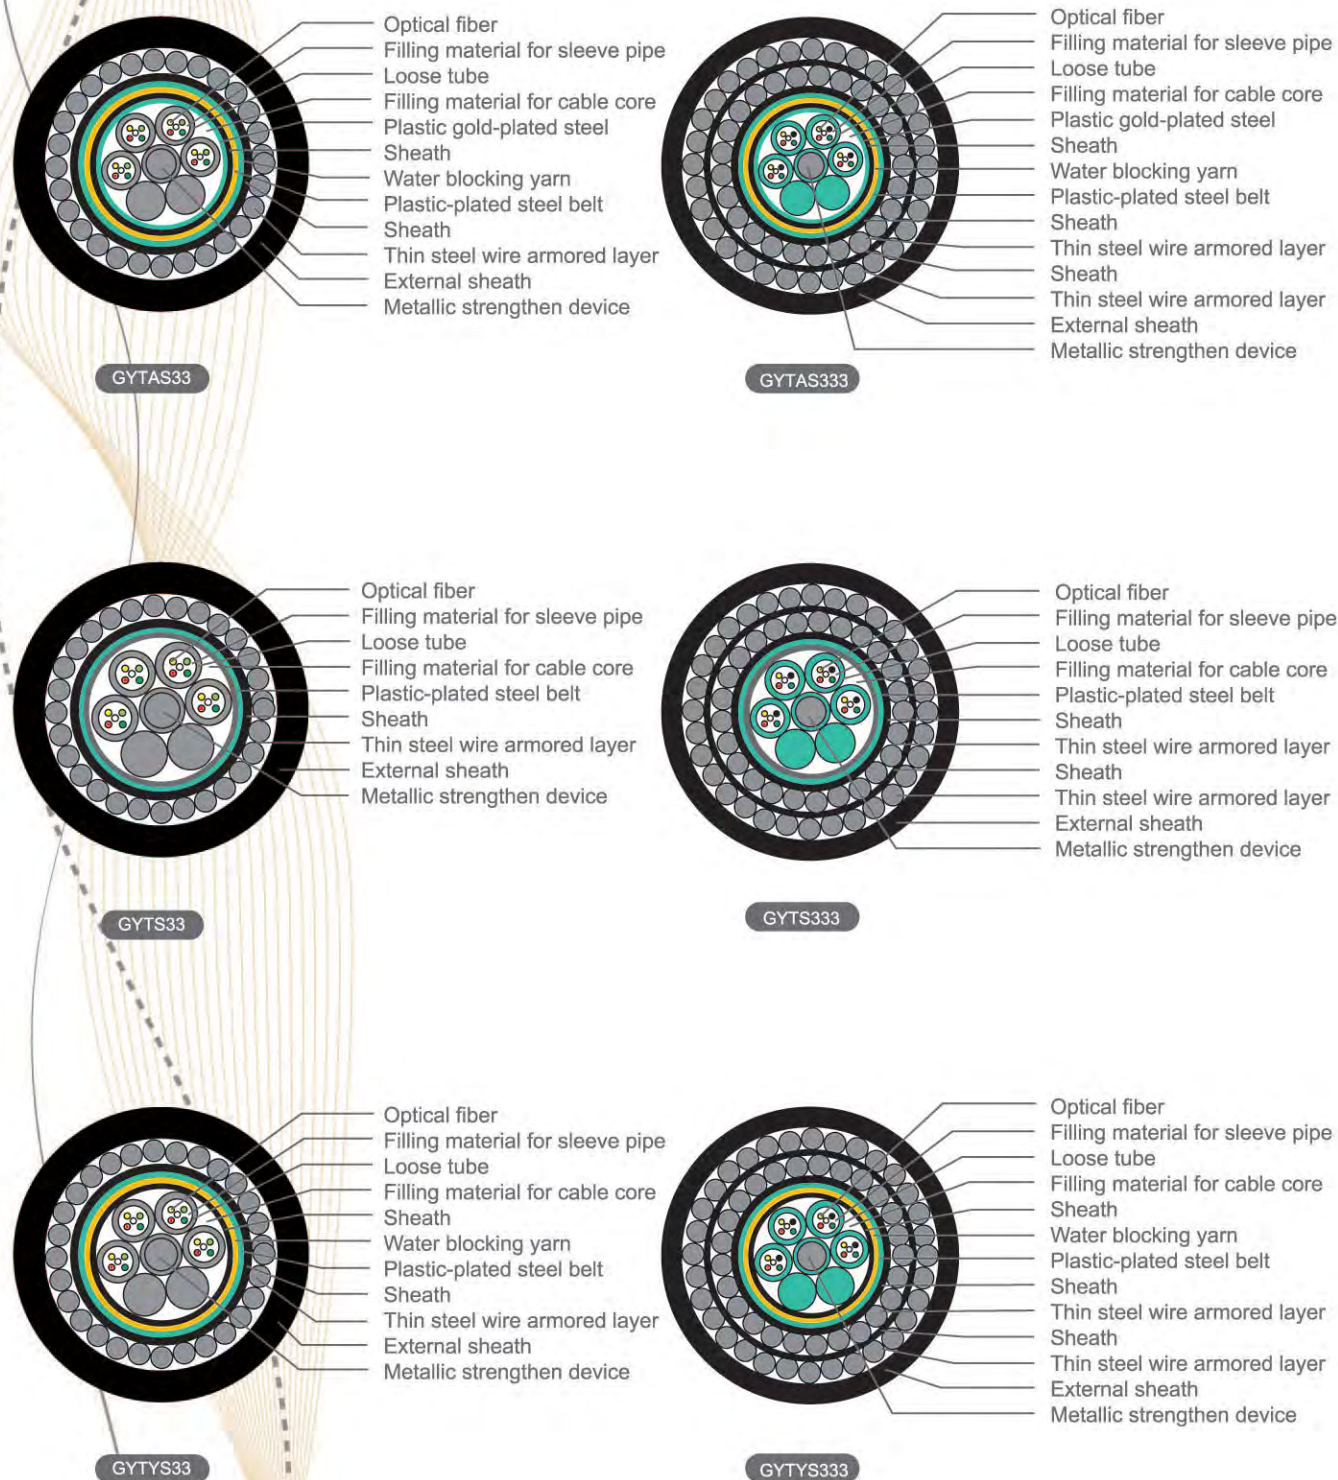 Optical fiber
Filling material for sleeve pipe
Loose tube
Filling material for cable core
Plastic gold-plated steel
Sheath
Water blocking yarn
Plastic-plated steel belt
Sheath
Thin steel wire armored layer
External sheath
Metallic strengthen device
GYTAS33
Optical fiber
Filling material for sleeve pipe
Loose tube
Filling material for cable core
Plastic gold-plated steel
Sheath
Water blocking yarn
Plastic-plated steel belt
Sheath
Thin steel wire armored layer
Sheath
Thin steel wire armored layer
External sheath
Metallic strengthen device
GYTAS333
Optical fiber
Filling material for sleeve pipe
Loose tube
Filling material for cable core
Plastic-plated steel belt
Sheath
Thin steel wire armored layer
External sheath
Metallic strengthen device
GYTS33
Optical fiber
Filling material for sleeve pipe
Loose tube
Filling material for cable core
Plastic-plated steel belt
Sheath
Thin steel wire armored layer
Sheath
Thin steel wire armored layer
External sheath
Metallic strengthen device
GYTS333
Optical fiber
Filling material for sleeve pipe
Loose tube
Filling material for cable core
Sheath
Water blocking yarn
Plastic-plated steel belt
Sheath
Thin steel wire armored layer
External sheath
Metallic strengthen device
GYTYS33
Optical fiber
Filling material for sleeve pipe
Loose tube
Filling material for cable core
Sheath
Water blocking yarn
Plastic-plated steel belt
Sheath
Thin steel wire armored layer
Sheath
Thin steel wire armored layer
External sheath
Metallic strengthen device
GYTYS333